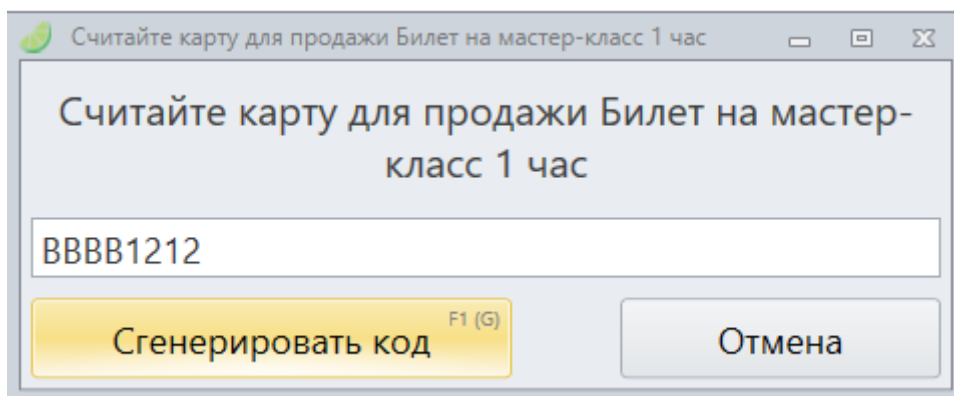 Считайте карту для продажи Билет на мастер-класс 1 час
Считайте карту для продажи Билет на мастер-
класс 1 час
BBBB1212
F1 (G)
Сгенерировать код
Отмена